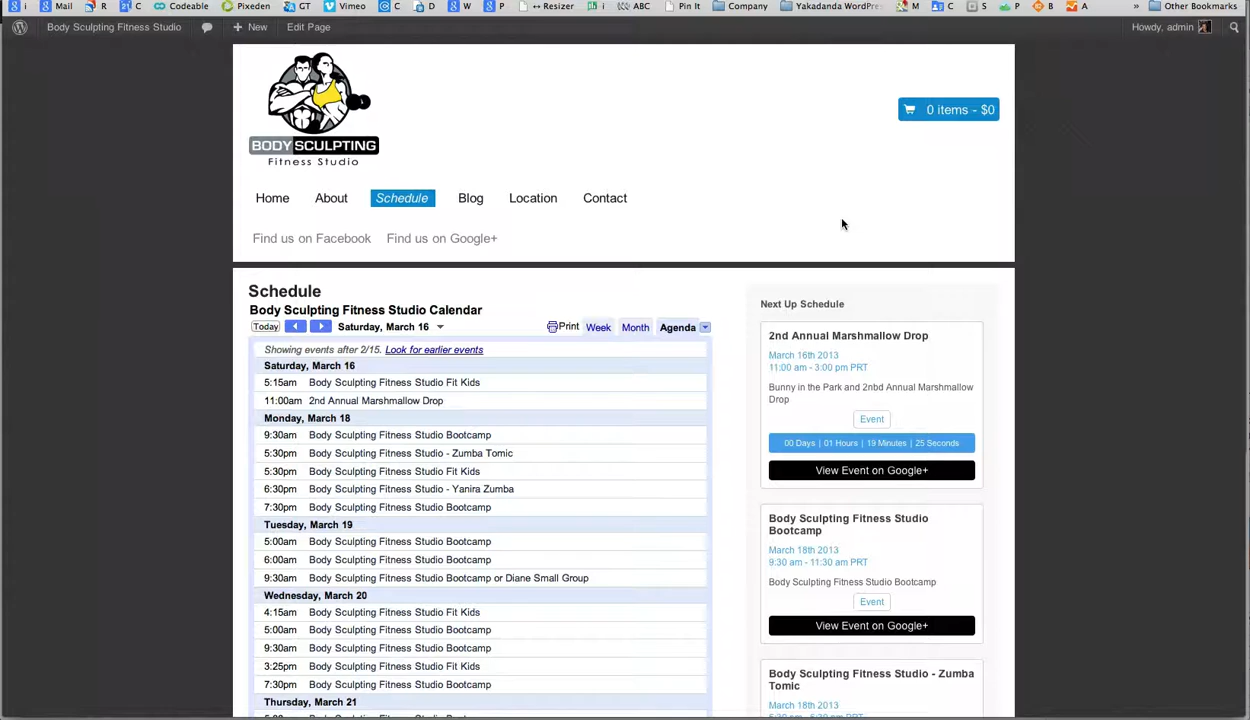 i Mail R C Codeable Pixeden GT Vimeo C D W P ↔ Resizer i ABC Pin It Company Yakadanda WordPre M C S P B A » Other Bookmarks
Body Sculpting Fitness Studio + New Edit Page Howdy, admin
BODY SCULPTING
Fitness Studio
0 items - $0
Home About Schedule Blog Location Contact
Find us on Facebook Find us on Google+
Schedule
Body Sculpting Fitness Studio Calendar
Today Saturday, March 16 Print Week Month Agenda
Showing events after 2/15. Look for earlier events
Saturday, March 16
5:15am Body Sculpting Fitness Studio Fit Kids
11:00am 2nd Annual Marshmallow Drop
Monday, March 18
9:30am Body Sculpting Fitness Studio Bootcamp
5:30pm Body Sculpting Fitness Studio - Zumba Tomic
5:30pm Body Sculpting Fitness Studio Fit Kids
6:30pm Body Sculpting Fitness Studio - Yanira Zumba
7:30pm Body Sculpting Fitness Studio Bootcamp
Tuesday, March 19
5:00am Body Sculpting Fitness Studio Bootcamp
6:00am Body Sculpting Fitness Studio Bootcamp
9:30am Body Sculpting Fitness Studio Bootcamp or Diane Small Group
Wednesday, March 20
4:15am Body Sculpting Fitness Studio Fit Kids
5:00am Body Sculpting Fitness Studio Bootcamp
9:30am Body Sculpting Fitness Studio Bootcamp
3:25pm Body Sculpting Fitness Studio Fit Kids
7:30pm Body Sculpting Fitness Studio Bootcamp
Thursday, March 21
Next Up Schedule
2nd Annual Marshmallow Drop
March 16th 2013
11:00 am - 3:00 pm PRT
Bunny in the Park and 2nbd Annual Marshmallow
Drop
Event
00 Days | 01 Hours | 19 Minutes | 25 Seconds
View Event on Google+
Body Sculpting Fitness Studio
Bootcamp
March 18th 2013
9:30 am - 11:30 am PRT
Body Sculpting Fitness Studio Bootcamp
Event
View Event on Google+
Body Sculpting Fitness Studio - Zumba
Tomic
March 18th 2013